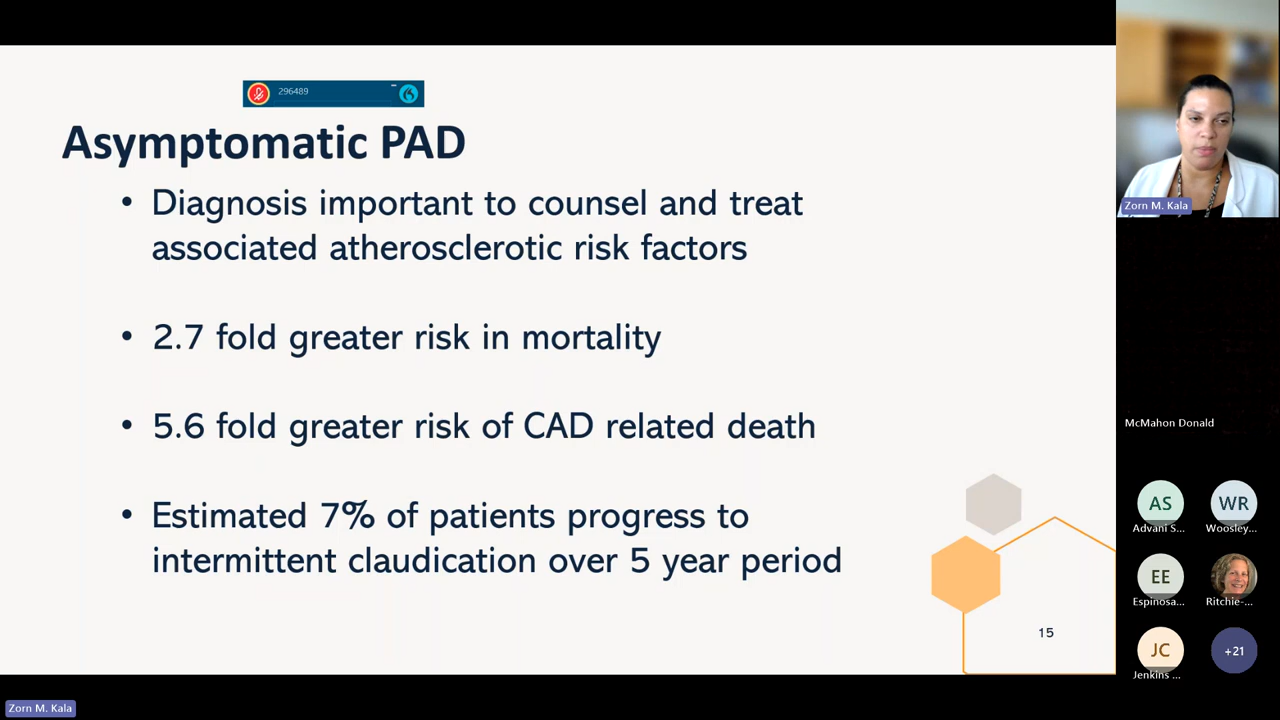 296489
Asymptomatic PAD
• Diagnosis important to counsel and treat
associated atherosclerotic risk factors
• 2.7 fold greater risk in mortality
• 5.6 fold greater risk of CAD related death
• Estimated 7% of patients progress to
intermittent claudication over 5 year period
15
Zorn M. Kala
McMahon Donald
AS
WR
Advani S...
Woosley...
EE
Espinosa...
Ritchie-...
JC
+21
Jenkins ...
Zorn M. Kala